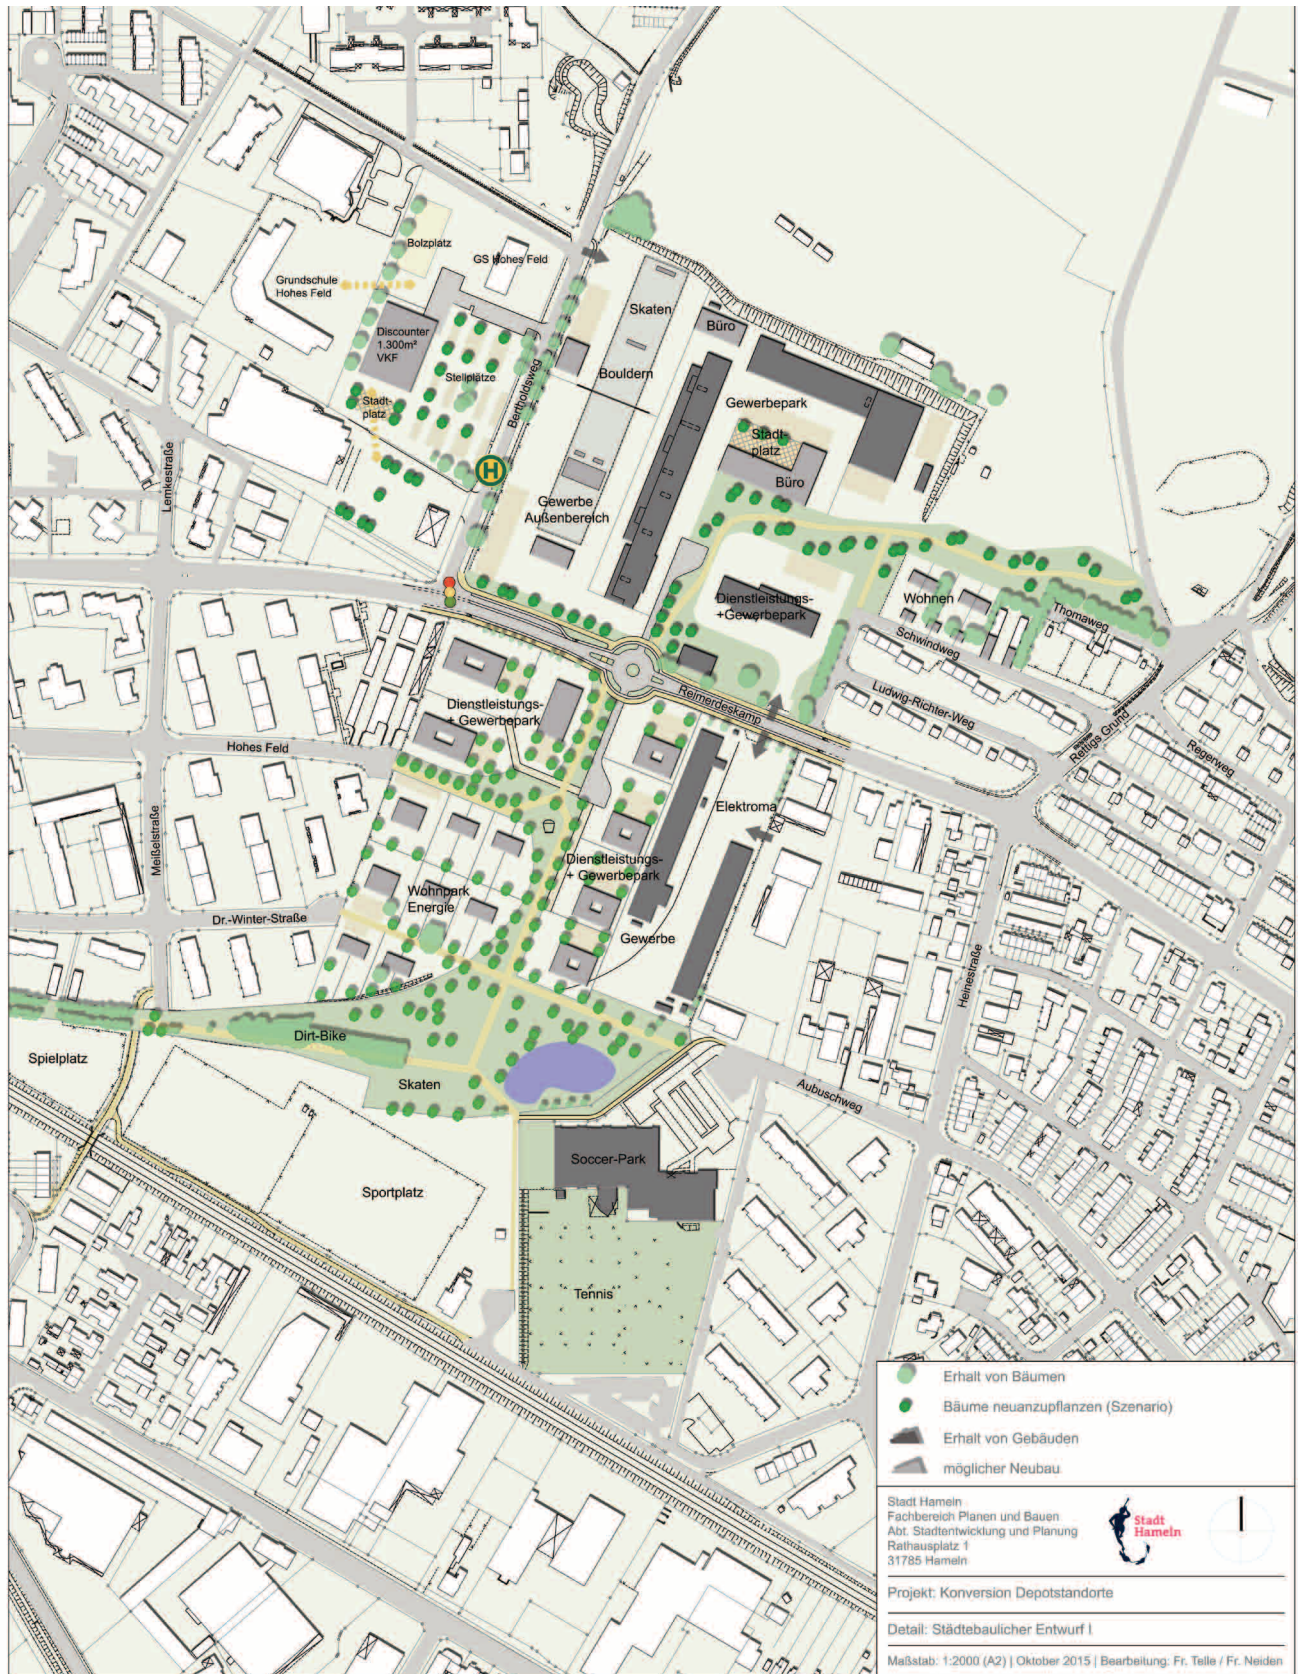 Bolzplatz
GS Hohes Feld
Grundschule
Hohes Feld
Skaten
Büro
Discounter
1.300m²
VKF
Stellplätze
Bouldern
Bertholdsweg
Stadt-
platz
Gewerbepark
Stadt-
platz
Büro
H
Lemkestraße
Gewerbe
Außenbereich
Dienstleistungs-
+Gewerbepark
Wohnen
Thomaweg
Schwindweg
Ludwig-Richter-Weg
Reimerdeskamp
Rettigs Grund
Regerweg
Dienstleistungs-
+ Gewerbepark
Hohes Feld
Elektroma
Meißelstraße
Dienstleistungs-
+ Gewerbepark
Wohnpark
Energie
Dr.-Winter-Straße
Gewerbe
Heinestraße
Dirt-Bike
Spielplatz
Skaten
Aubuschweg
Soccer-Park
Sportplatz
Tennis
Erhalt von Bäumen
Bäume neuanzupflanzen (Szenario)
Erhalt von Gebäuden
möglicher Neubau
Stadt Hameln
Fachbereich Planen und Bauen
Abt. Stadtentwicklung und Planung
Rathausplatz 1
31785 Hameln
Stadt
Hameln
Projekt: Konversion Depotstandorte
Detail: Städtebaulicher Entwurf I
Maßstab: 1:2000 (A2) | Oktober 2015 | Bearbeitung: Fr. Telle / Fr. Neiden